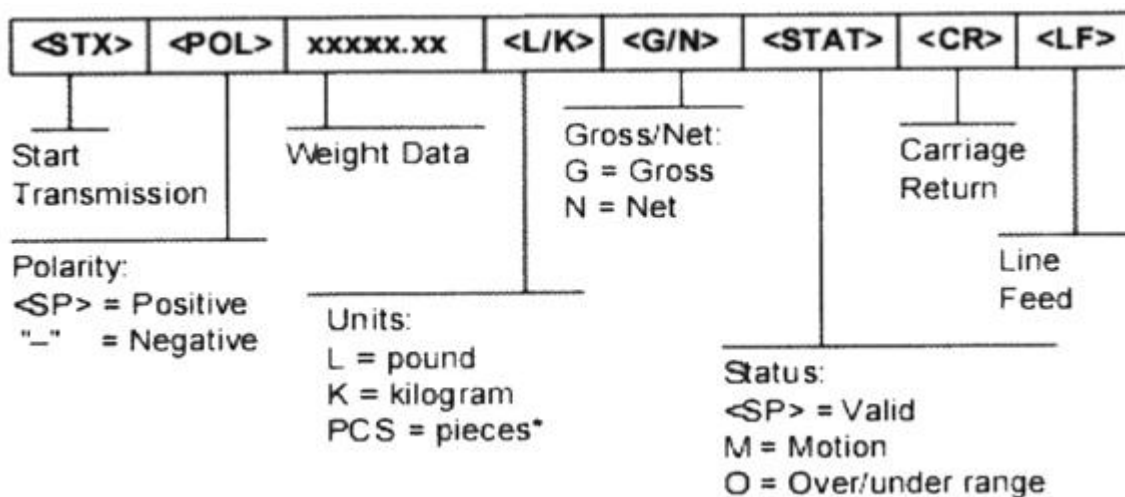 <STX> <POL> xxxxx.xx <L/K> <G/N> <STAT> <CR> <LF>
Start
Transmission
Polarity:
<SP> = Positive
"–" = Negative
Weight Data
Units:
L = pound
K = kilogram
PCS = pieces*
Gross/Net:
G = Gross
N = Net
Status:
<SP> = Valid
M = Motion
O = Over/under range
Carriage
Return
Line
Feed